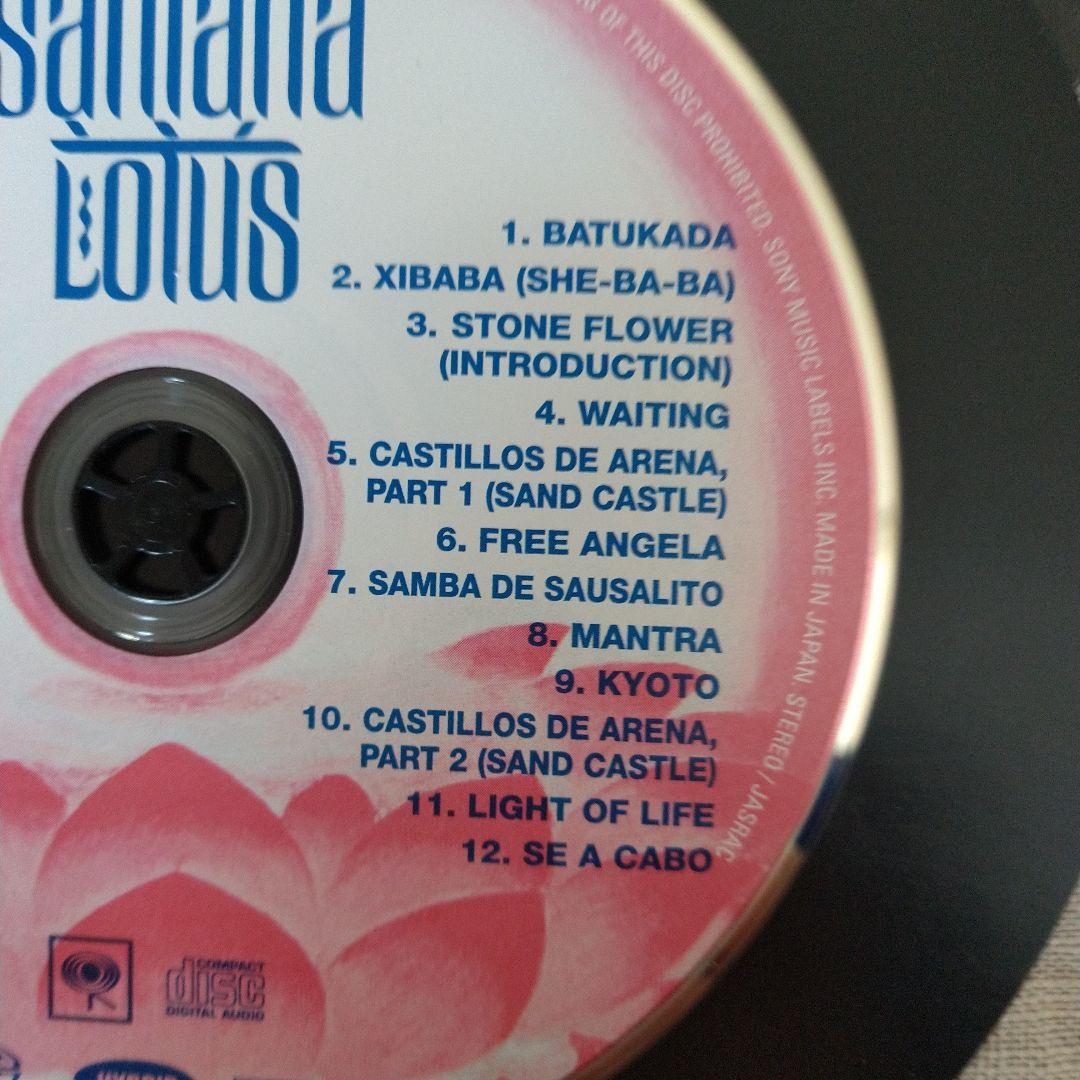 santana
LOTUS
1. BATUKADA
2. XIBABA (SHE-BA-BA)
3. STONE FLOWER
(INTRODUCTION)
4. WAITING
5. CASTILLOS DE ARENA,
PART 1 (SAND CASTLE)
6. FREE ANGELA
7. SAMBA DE SAUSALITO
8. MANTRA
9. KYOTO
10. CASTILLOS DE ARENA,
PART 2 (SAND CASTLE)
11. LIGHT OF LIFE
12. SE A CABO
OF THIS DISC PROHIBITED. SONY MUSIC LABELS INC. MADE IN JAPAN STEREO / JASRAC
COMPACT
disc
DIGITAL AUDIO